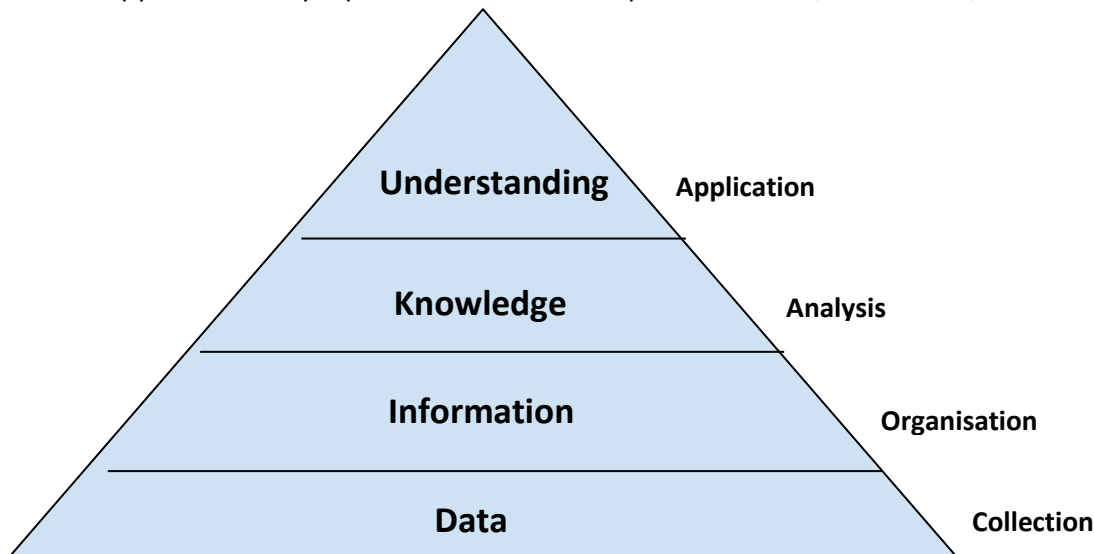 Understanding Application
Knowledge Analysis
Information
Organisation
Data Collection